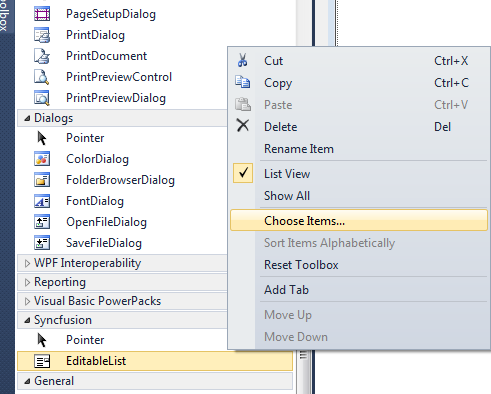 oolbox
PageSetupDialog
PrintDialog
PrintDocument
PrintPreviewControl
PrintPreviewDialog
Dialogs
Pointer
ColorDialog
FolderBrowserDialog
FontDialog
OpenFileDialog
SaveFileDialog
WPF Interoperability
Reporting
Visual Basic PowerPacks
Syncfusion
Pointer
EditableList
General
Cut Ctrl+X
Copy Ctrl+C
Paste Ctrl+V
Delete Del
Rename Item
List View
Show All
Choose Items...
Sort Items Alphabetically
Reset Toolbox
Add Tab
Move Up
Move Down